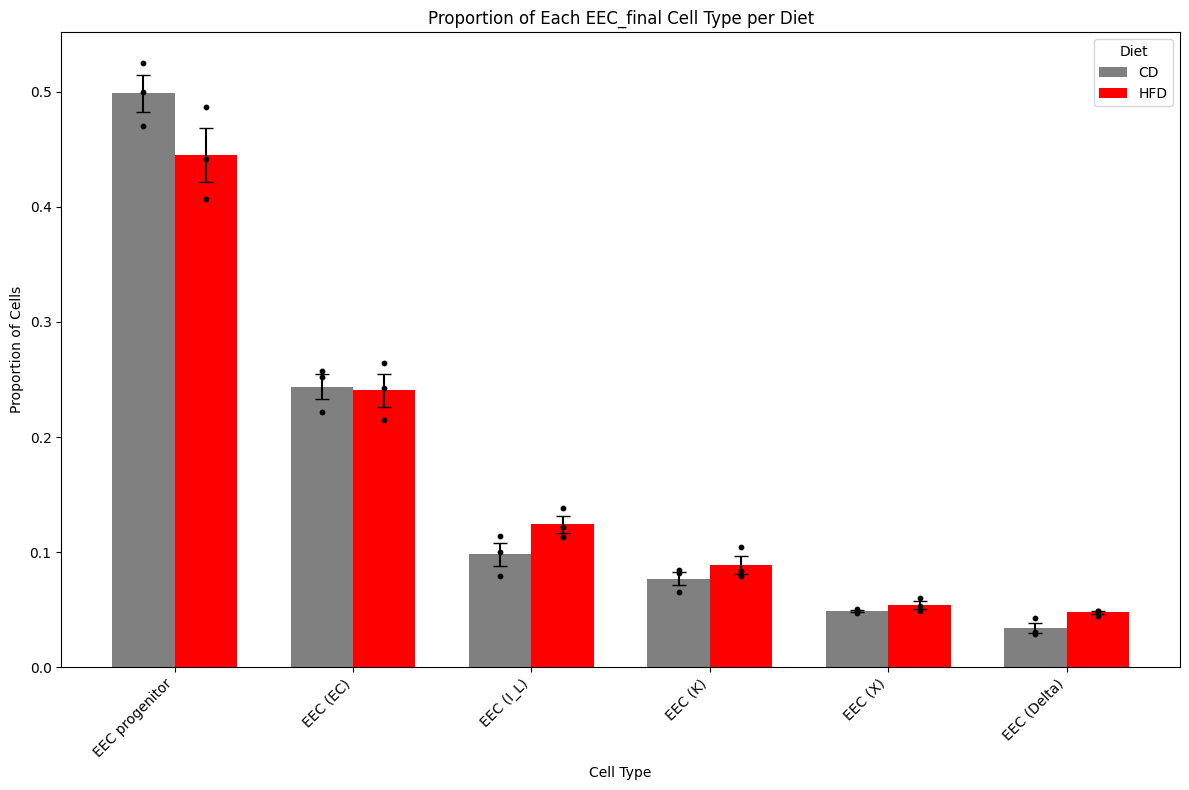 Proportion of Each EEC_final Cell Type per Diet
Diet
CD
HFD
Proportion of Cells
0.5
0.4
0.3
0.2
0.1
0.0
EEC progenitor
EEC (EC)
EEC (I_L)
EEC (K)
EEC (X)
EEC (Delta)
Cell Type